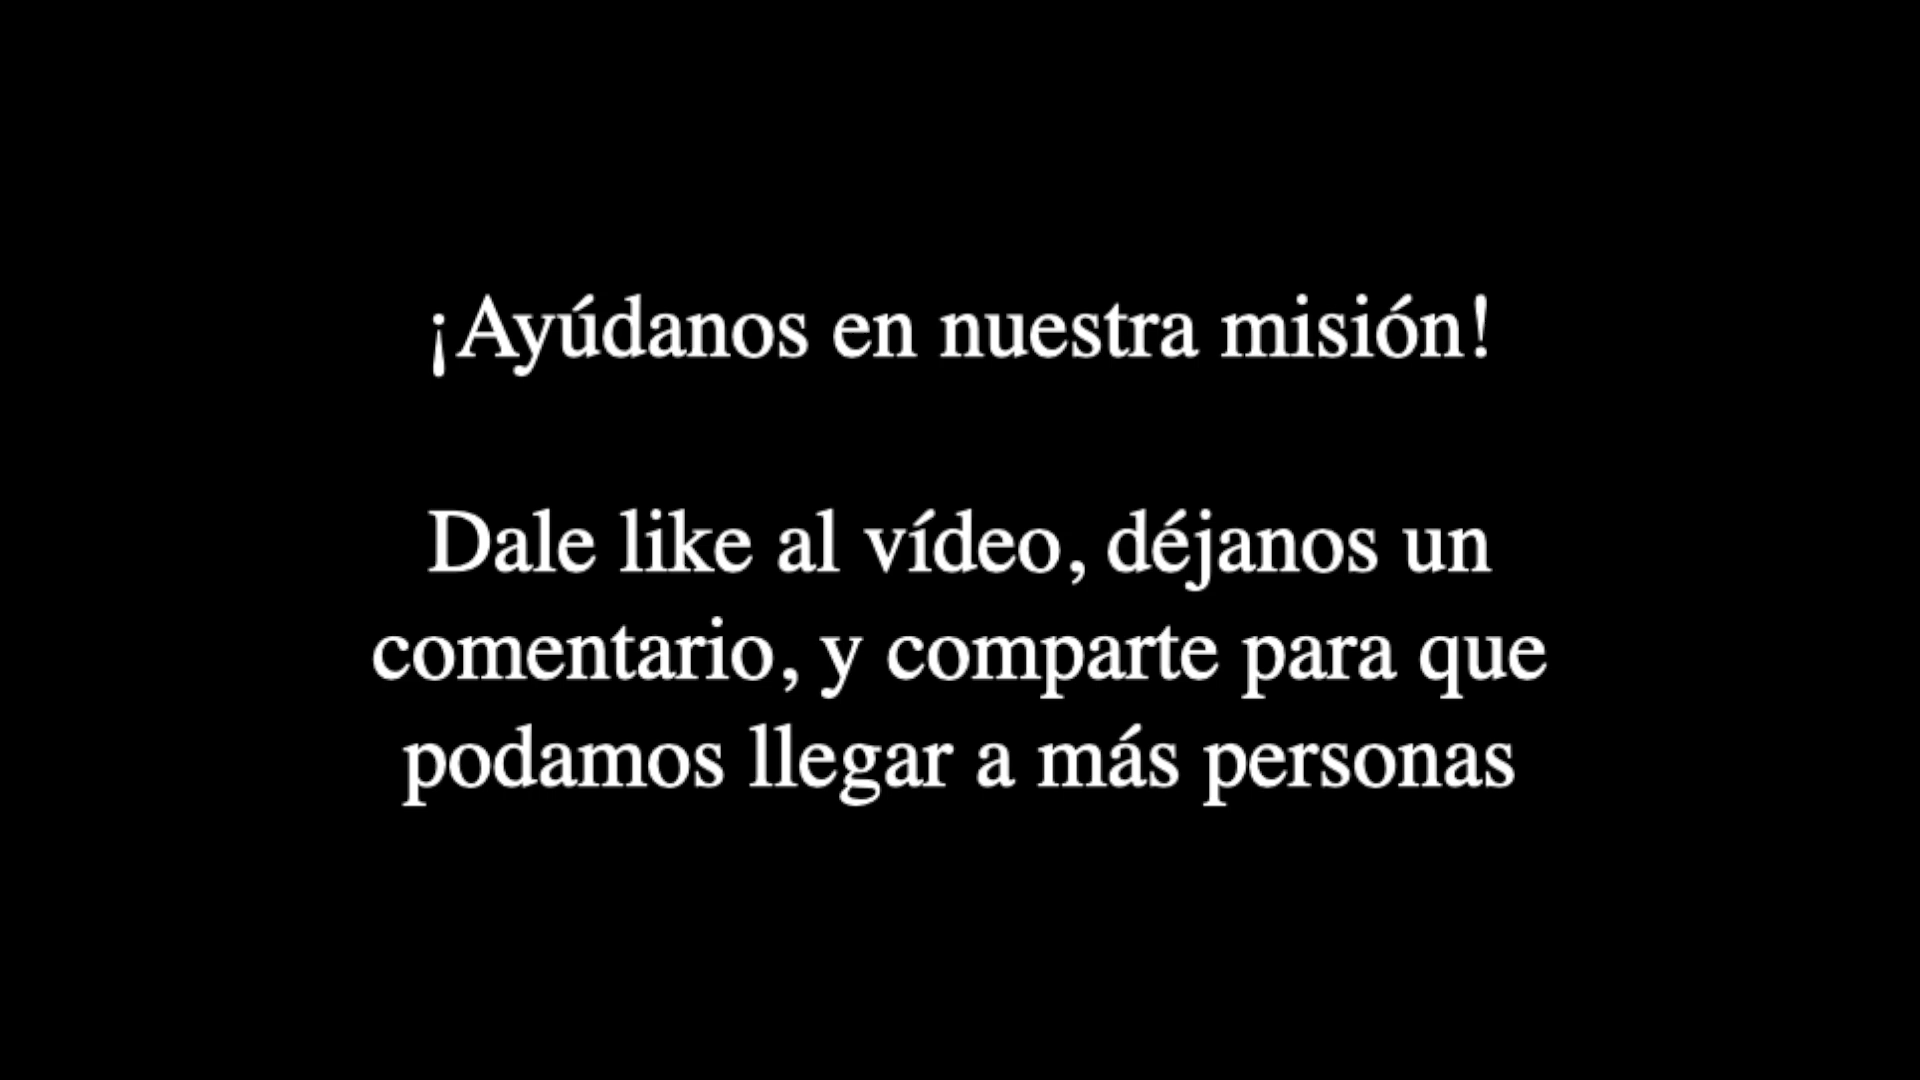 ¡Ayúdanos en nuestra misión!
Dale like al vídeo, déjanos un
comentario, y comparte para que
podamos llegar a más personas